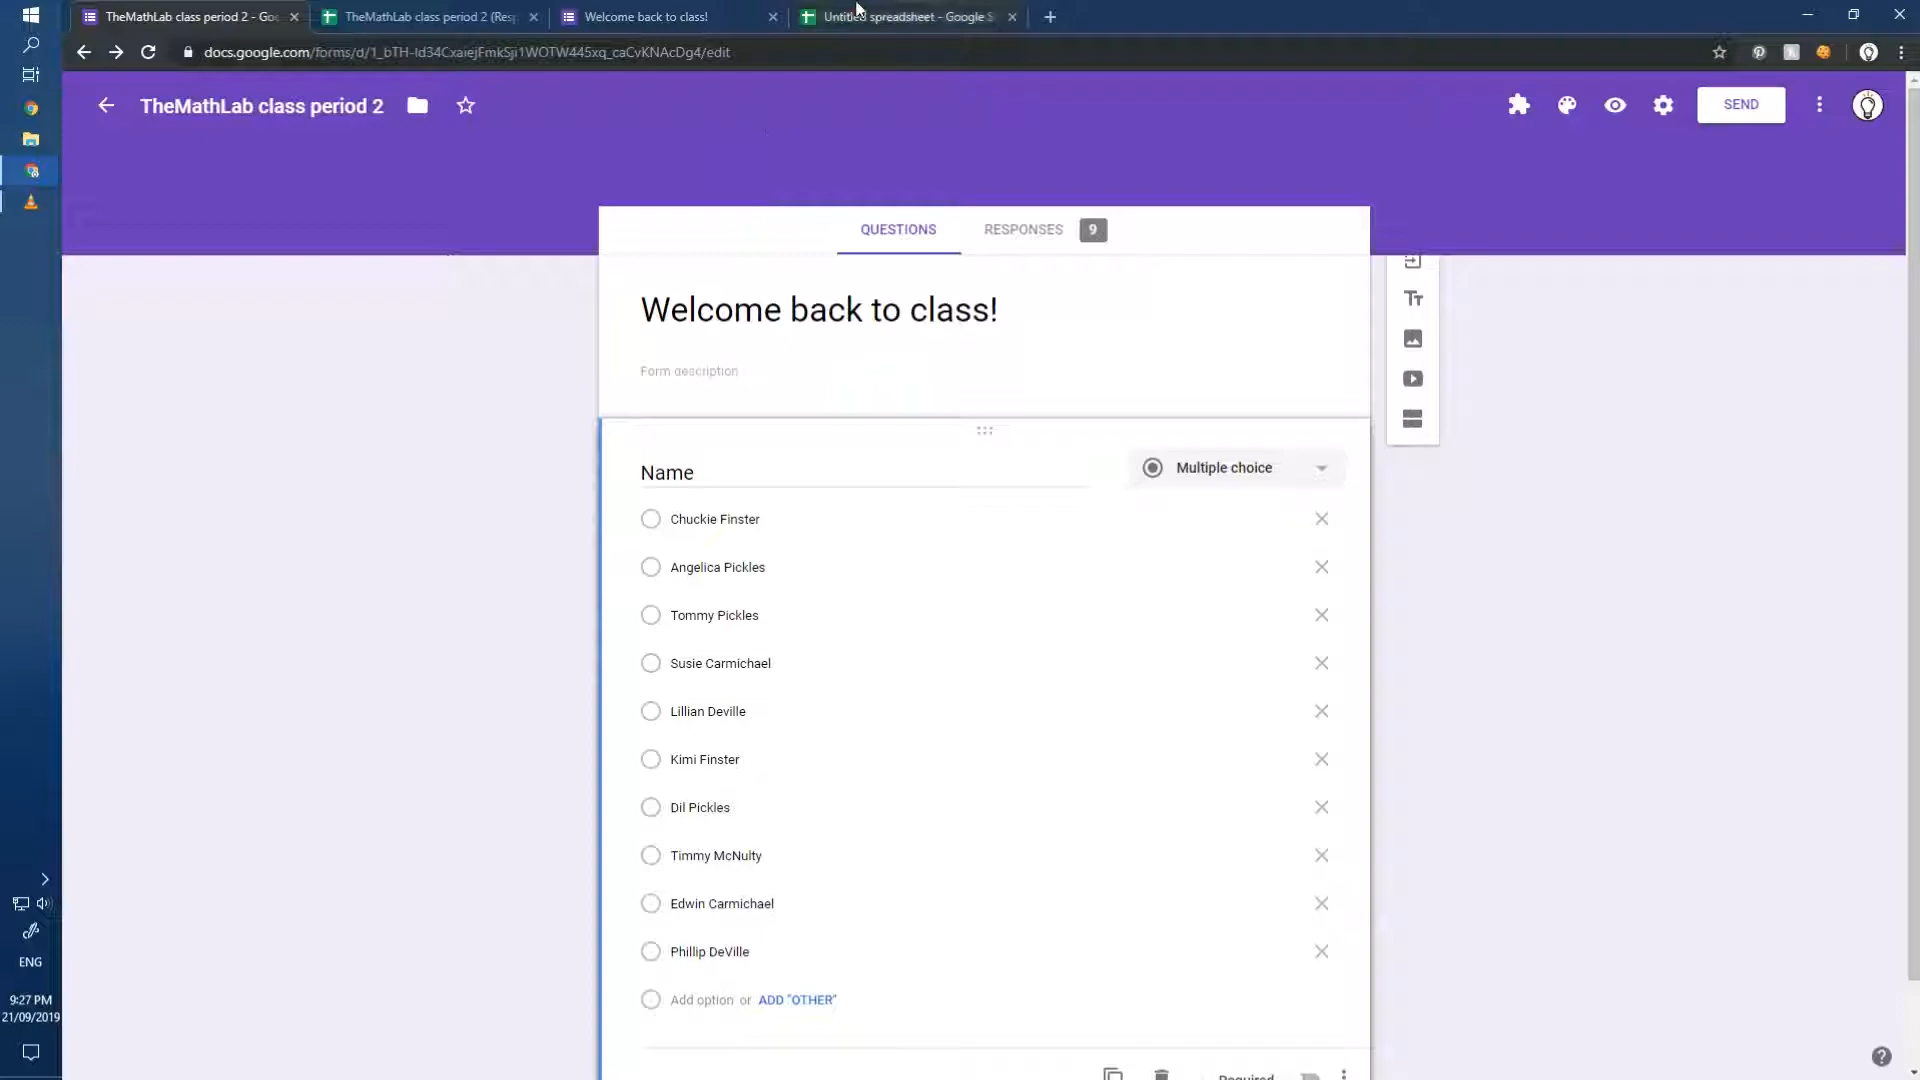 TheMathLab class period 2 - Goo
TheMathLab class period 2 (Resp
Welcome back to class!
Untitled spreadsheet - Google S
docs.google.com/forms/d/1_bTH-Id34CxaiejFmkSji1WOTW445xq_caCvKNAcDg4/edit
TheMathLab class period 2
SEND
QUESTIONS
RESPONSES
9
Welcome back to class!
Form description
Name
Multiple choice
Chuckie Finster
Angelica Pickles
Tommy Pickles
Susie Carmichael
Lillian Deville
Kimi Finster
Dil Pickles
Timmy McNulty
Edwin Carmichael
Phillip DeVille
Add option or ADD "OTHER"
Required
ENG
9:27 PM
21/09/2019